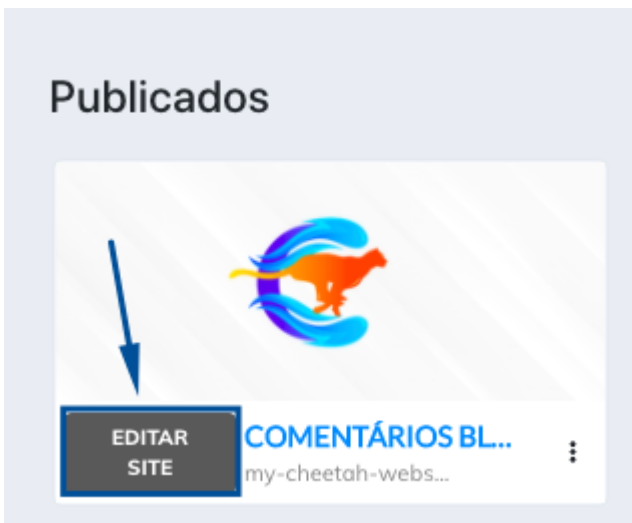 Publicados
EDITAR
SITE
COMENTÁRIOS BL...
my-cheetah-webs...